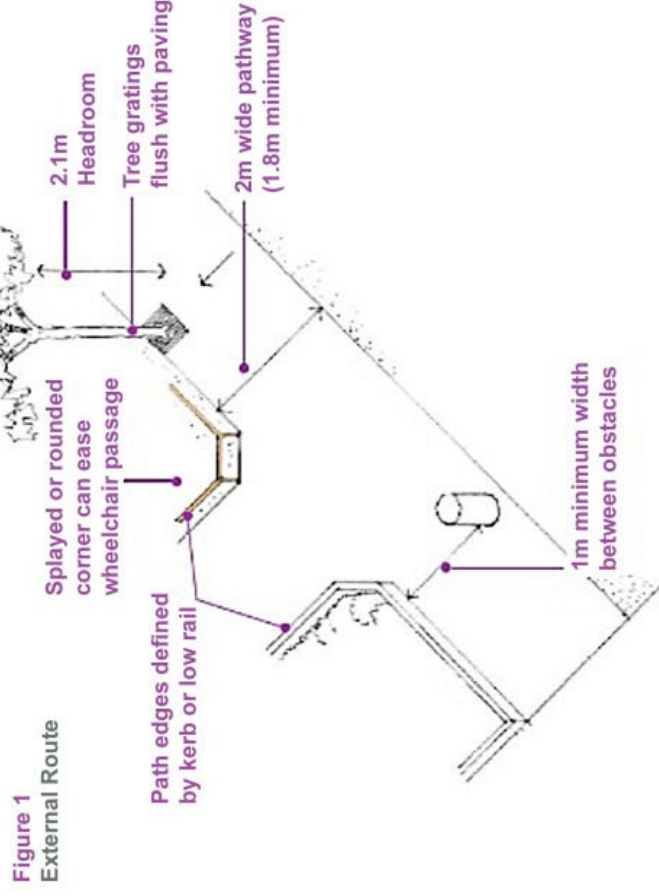 Figure 1
External Route
Path edges defined
by kerb or low rail
Splayed or rounded
corner can ease
wheelchair passage
2.1m
Headroom
Tree gratings
flush with paving
2m wide pathway
(1.8m minimum)
1m minimum width
between obstacles